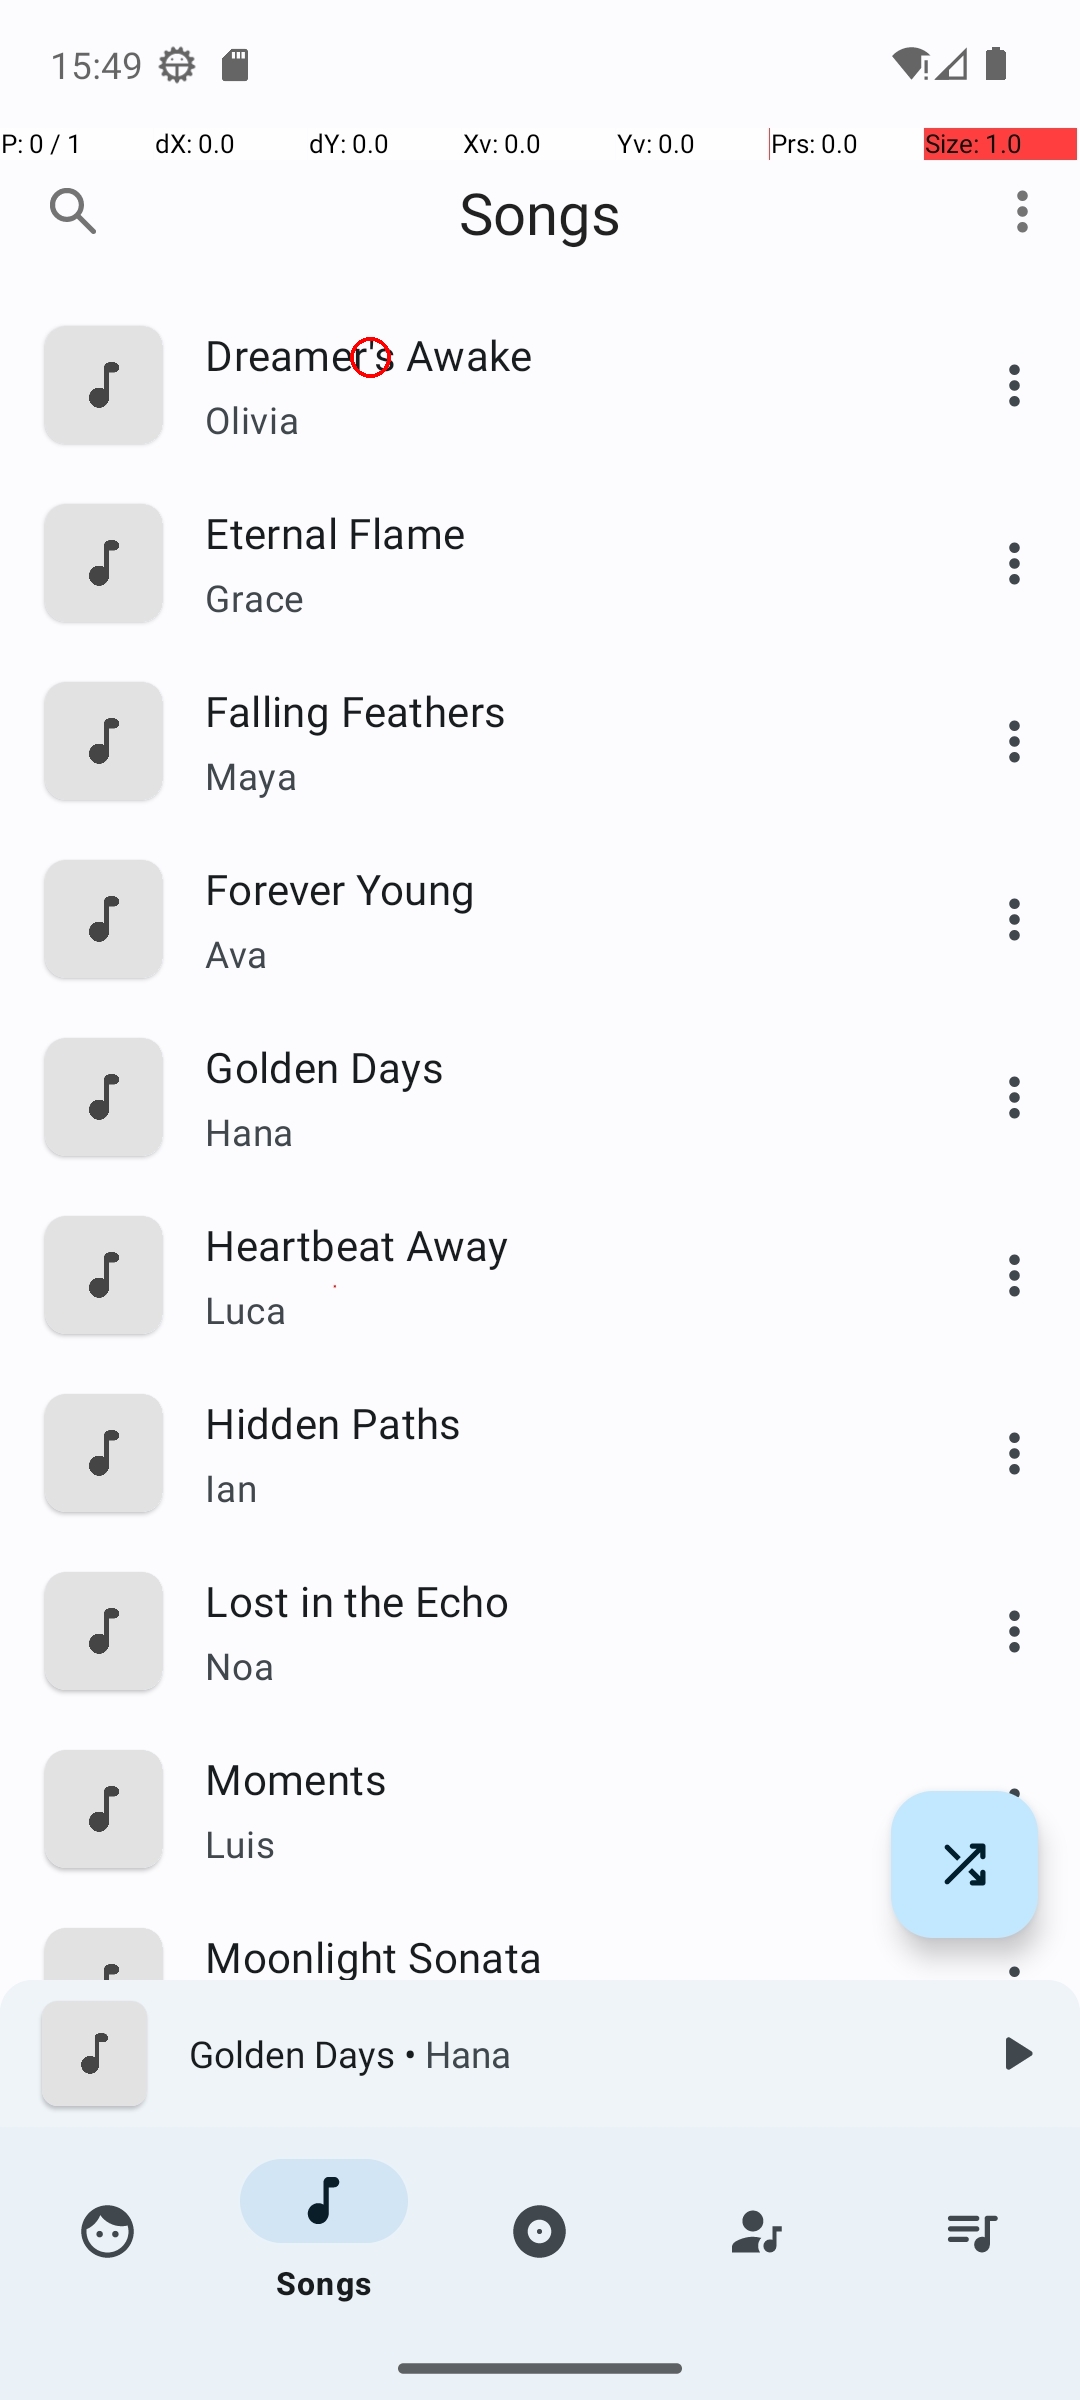 15:49
P: 0 / 1 dX: 0.0 dY: 0.0 Xv: 0.0 Yv: 0.0 Prs: 0.0 Size: 1.0
Songs
Dreamer's Awake
Olivia
Eternal Flame
Grace
Falling Feathers
Maya
Forever Young
Ava
Golden Days
Hana
Heartbeat Away
Luca
Hidden Paths
Ian
Lost in the Echo
Noa
Moments
Luis
Moonlight Sonata
Golden Days • Hana
Songs